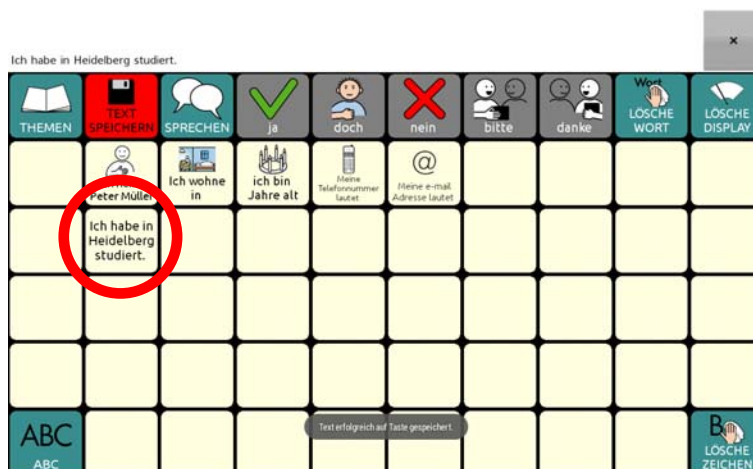 ×
Ich habe in Heidelberg studiert.
THEMEN
TEXT
SPEICHERN
SPRECHEN
ja
doch
nein
bitte
danke
Wort
LÖSCHE
WORT
LÖSCHE
DISPLAY
Peter Müller
Ich wohne
in
ich bin
Jahre alt
Meine
Telefonnummer
lautet
@
Meine e-mail
Adresse lautet
Ich habe in
Heidelberg
studiert.
ABC
ABC
Text erfolgreich auf Taste gespeichert.
B
LÖSCHE
ZEICHEN